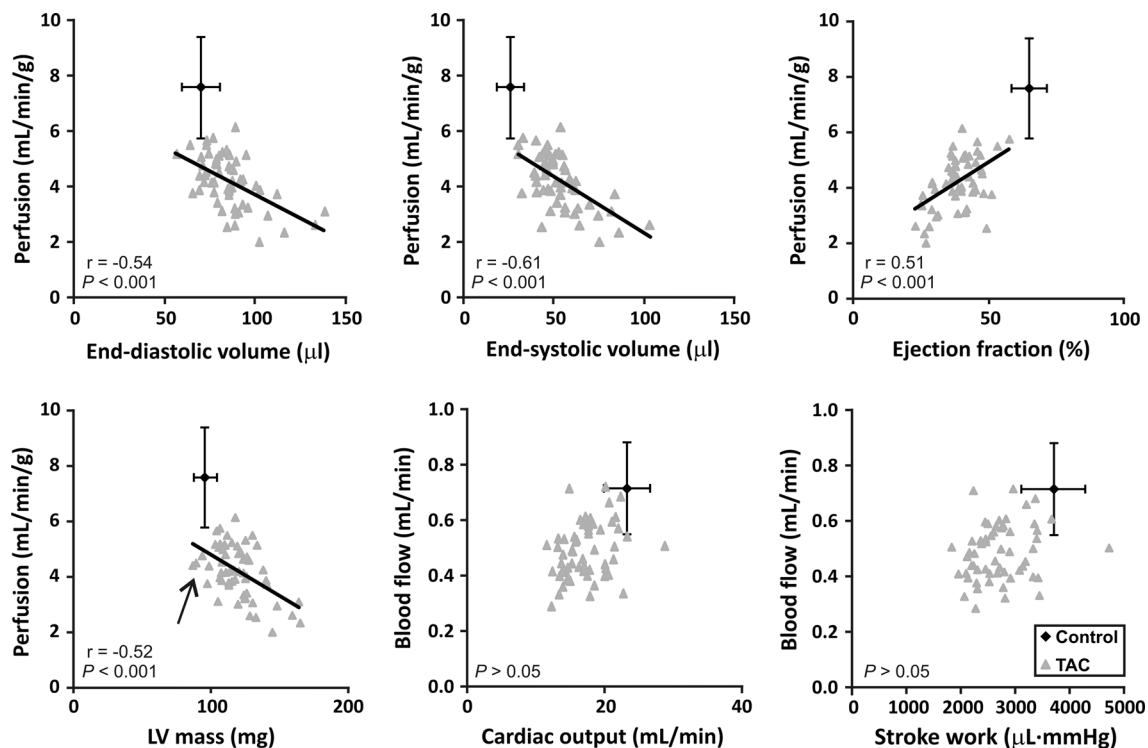 10
8
6
4
2
0
Perfusion (mL/min/g)
r = -0.54
P < 0.001
0 50 100 150
End-diastolic volume (μl)
10
8
6
4
2
0
Perfusion (mL/min/g)
r = -0.61
P < 0.001
0 50 100 150
End-systolic volume (μl)
10
8
6
4
2
0
Perfusion (mL/min/g)
r = 0.51
P < 0.001
0 50 100
Ejection fraction (%)
10
8
6
4
2
0
Perfusion (mL/min/g)
r = -0.52
P < 0.001
0 100 200
LV mass (mg)
1.0
0.8
0.6
0.4
0.2
0.0
Blood flow (mL/min)
P > 0.05
0 20 40
Cardiac output (mL/min)
1.0
0.8
0.6
0.4
0.2
0.0
Blood flow (mL/min)
Control
TAC
P > 0.05
0 1000 2000 3000 4000 5000
Stroke work (μL·mmHg)